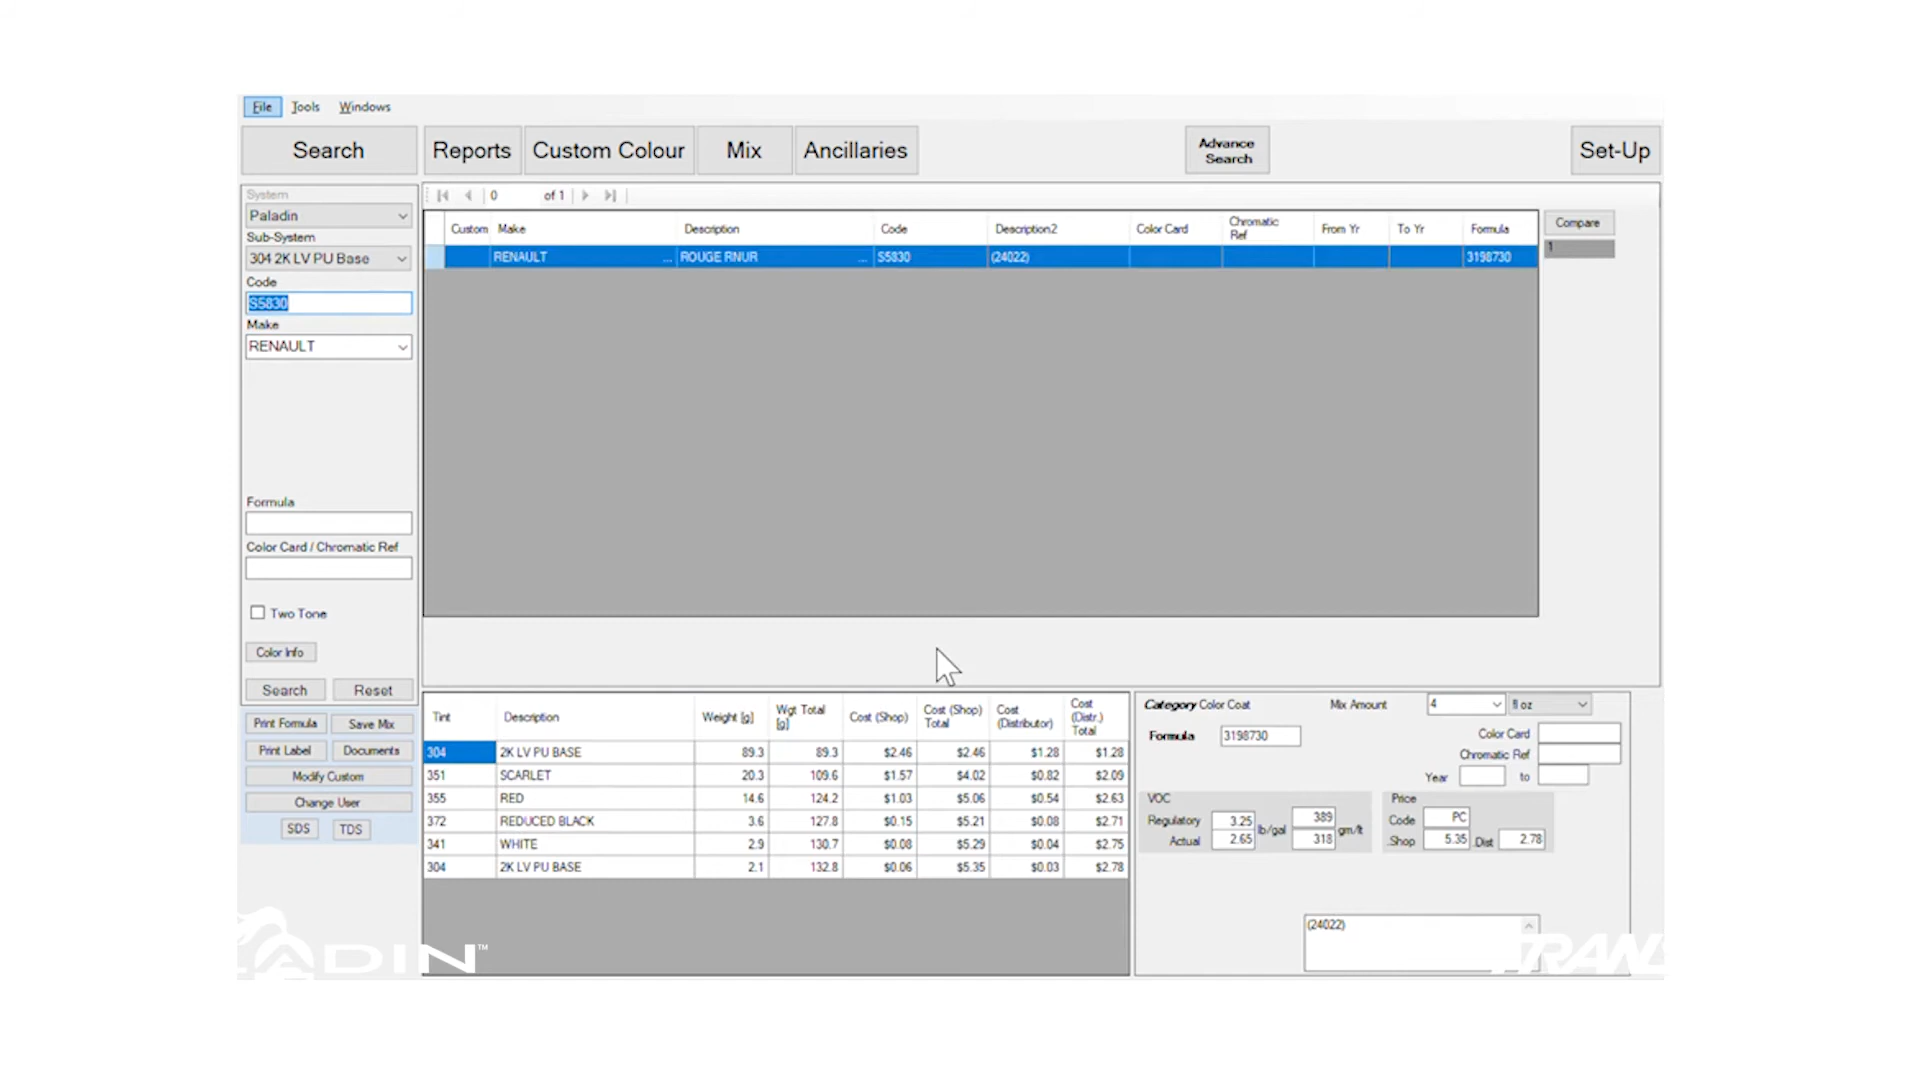 File Tools Windows
Search Reports Custom Colour Mix Ancillaries Advance Search Set-Up
System
Paladin
Sub-System
304 2K LV PU Base
Code
S5830
Make
RENAULT
Formula
Color Card / Chromatic Ref
Two Tone
Color Info
Search Reset
Print Formula Save Mix
Print Label Documents
Modify Custom
Change User
SDS TDS
0 of 1
Custom Make Description Code Description2 Color Card Chromatic Ref From Yr To Yr Formula
RENAULT ... ROUGE RNUR ... S5830 (24022) 3198730
Compare
1
Tint Description Weight [g] Wgt Total [g] Cost (Shop) Cost (Shop) Total Cost (Distributor) Cost (Distr.) Total
304 2K LV PU BASE 89.3 89.3 $2.46 $2.46 $1.28 $1.28
351 SCARLET 20.3 109.6 $1.57 $4.02 $0.82 $2.09
355 RED 14.6 124.2 $1.03 $5.06 $0.54 $2.63
372 REDUCED BLACK 3.6 127.8 $0.15 $5.21 $0.08 $2.71
341 WHITE 2.9 130.7 $0.08 $5.29 $0.04 $2.75
304 2K LV PU BASE 2.1 132.8 $0.06 $5.35 $0.03 $2.78
Category Color Coat Mix Amount 4 fl oz
Formula 3198730 Color Card
Chromatic Ref
Year to
VOC Price
Regulatory 3.25 lb/gal 389 gm/lt Code PC
Actual 2.65 318 .Shop 5.35 .Dist 2.78
(24022)
LADIN™
TRANS